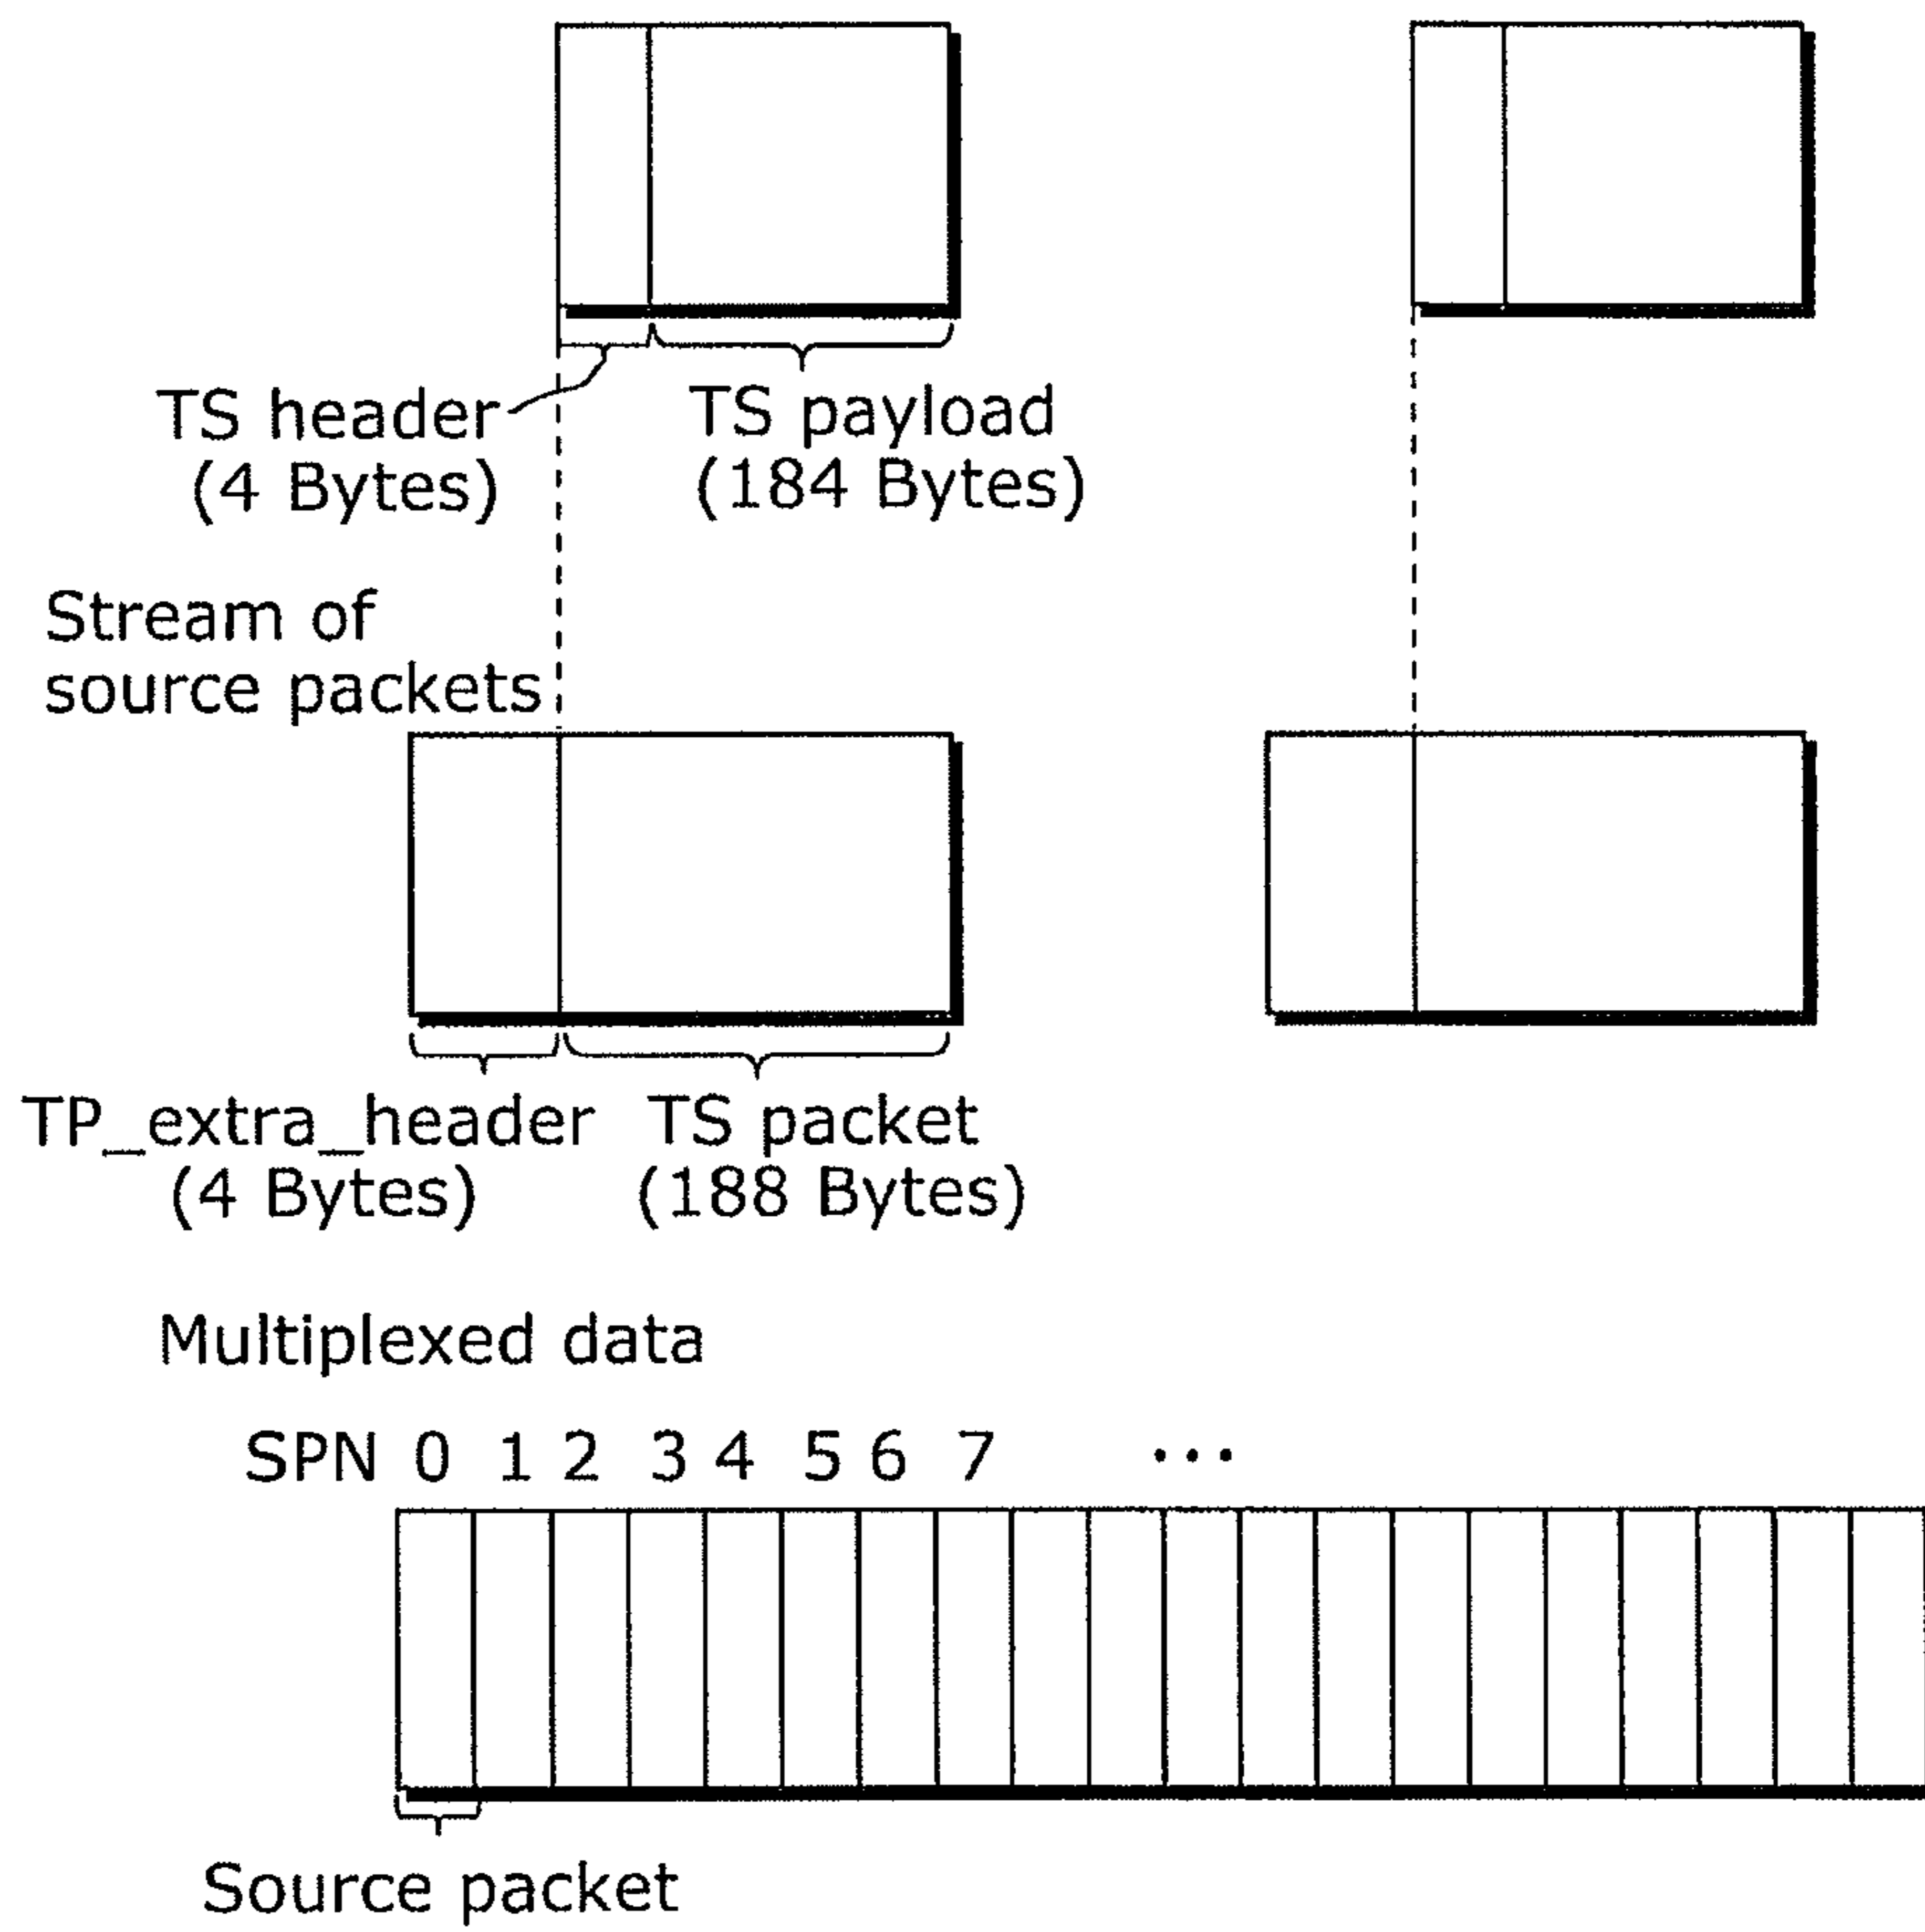 TS header
(4 Bytes)
TS payload
(184 Bytes)
Stream of
source packets
TP_extra_header
(4 Bytes)
TS packet
(188 Bytes)
Multiplexed data
SPN 0 1 2 3 4 5 6 7 ...
Source packet